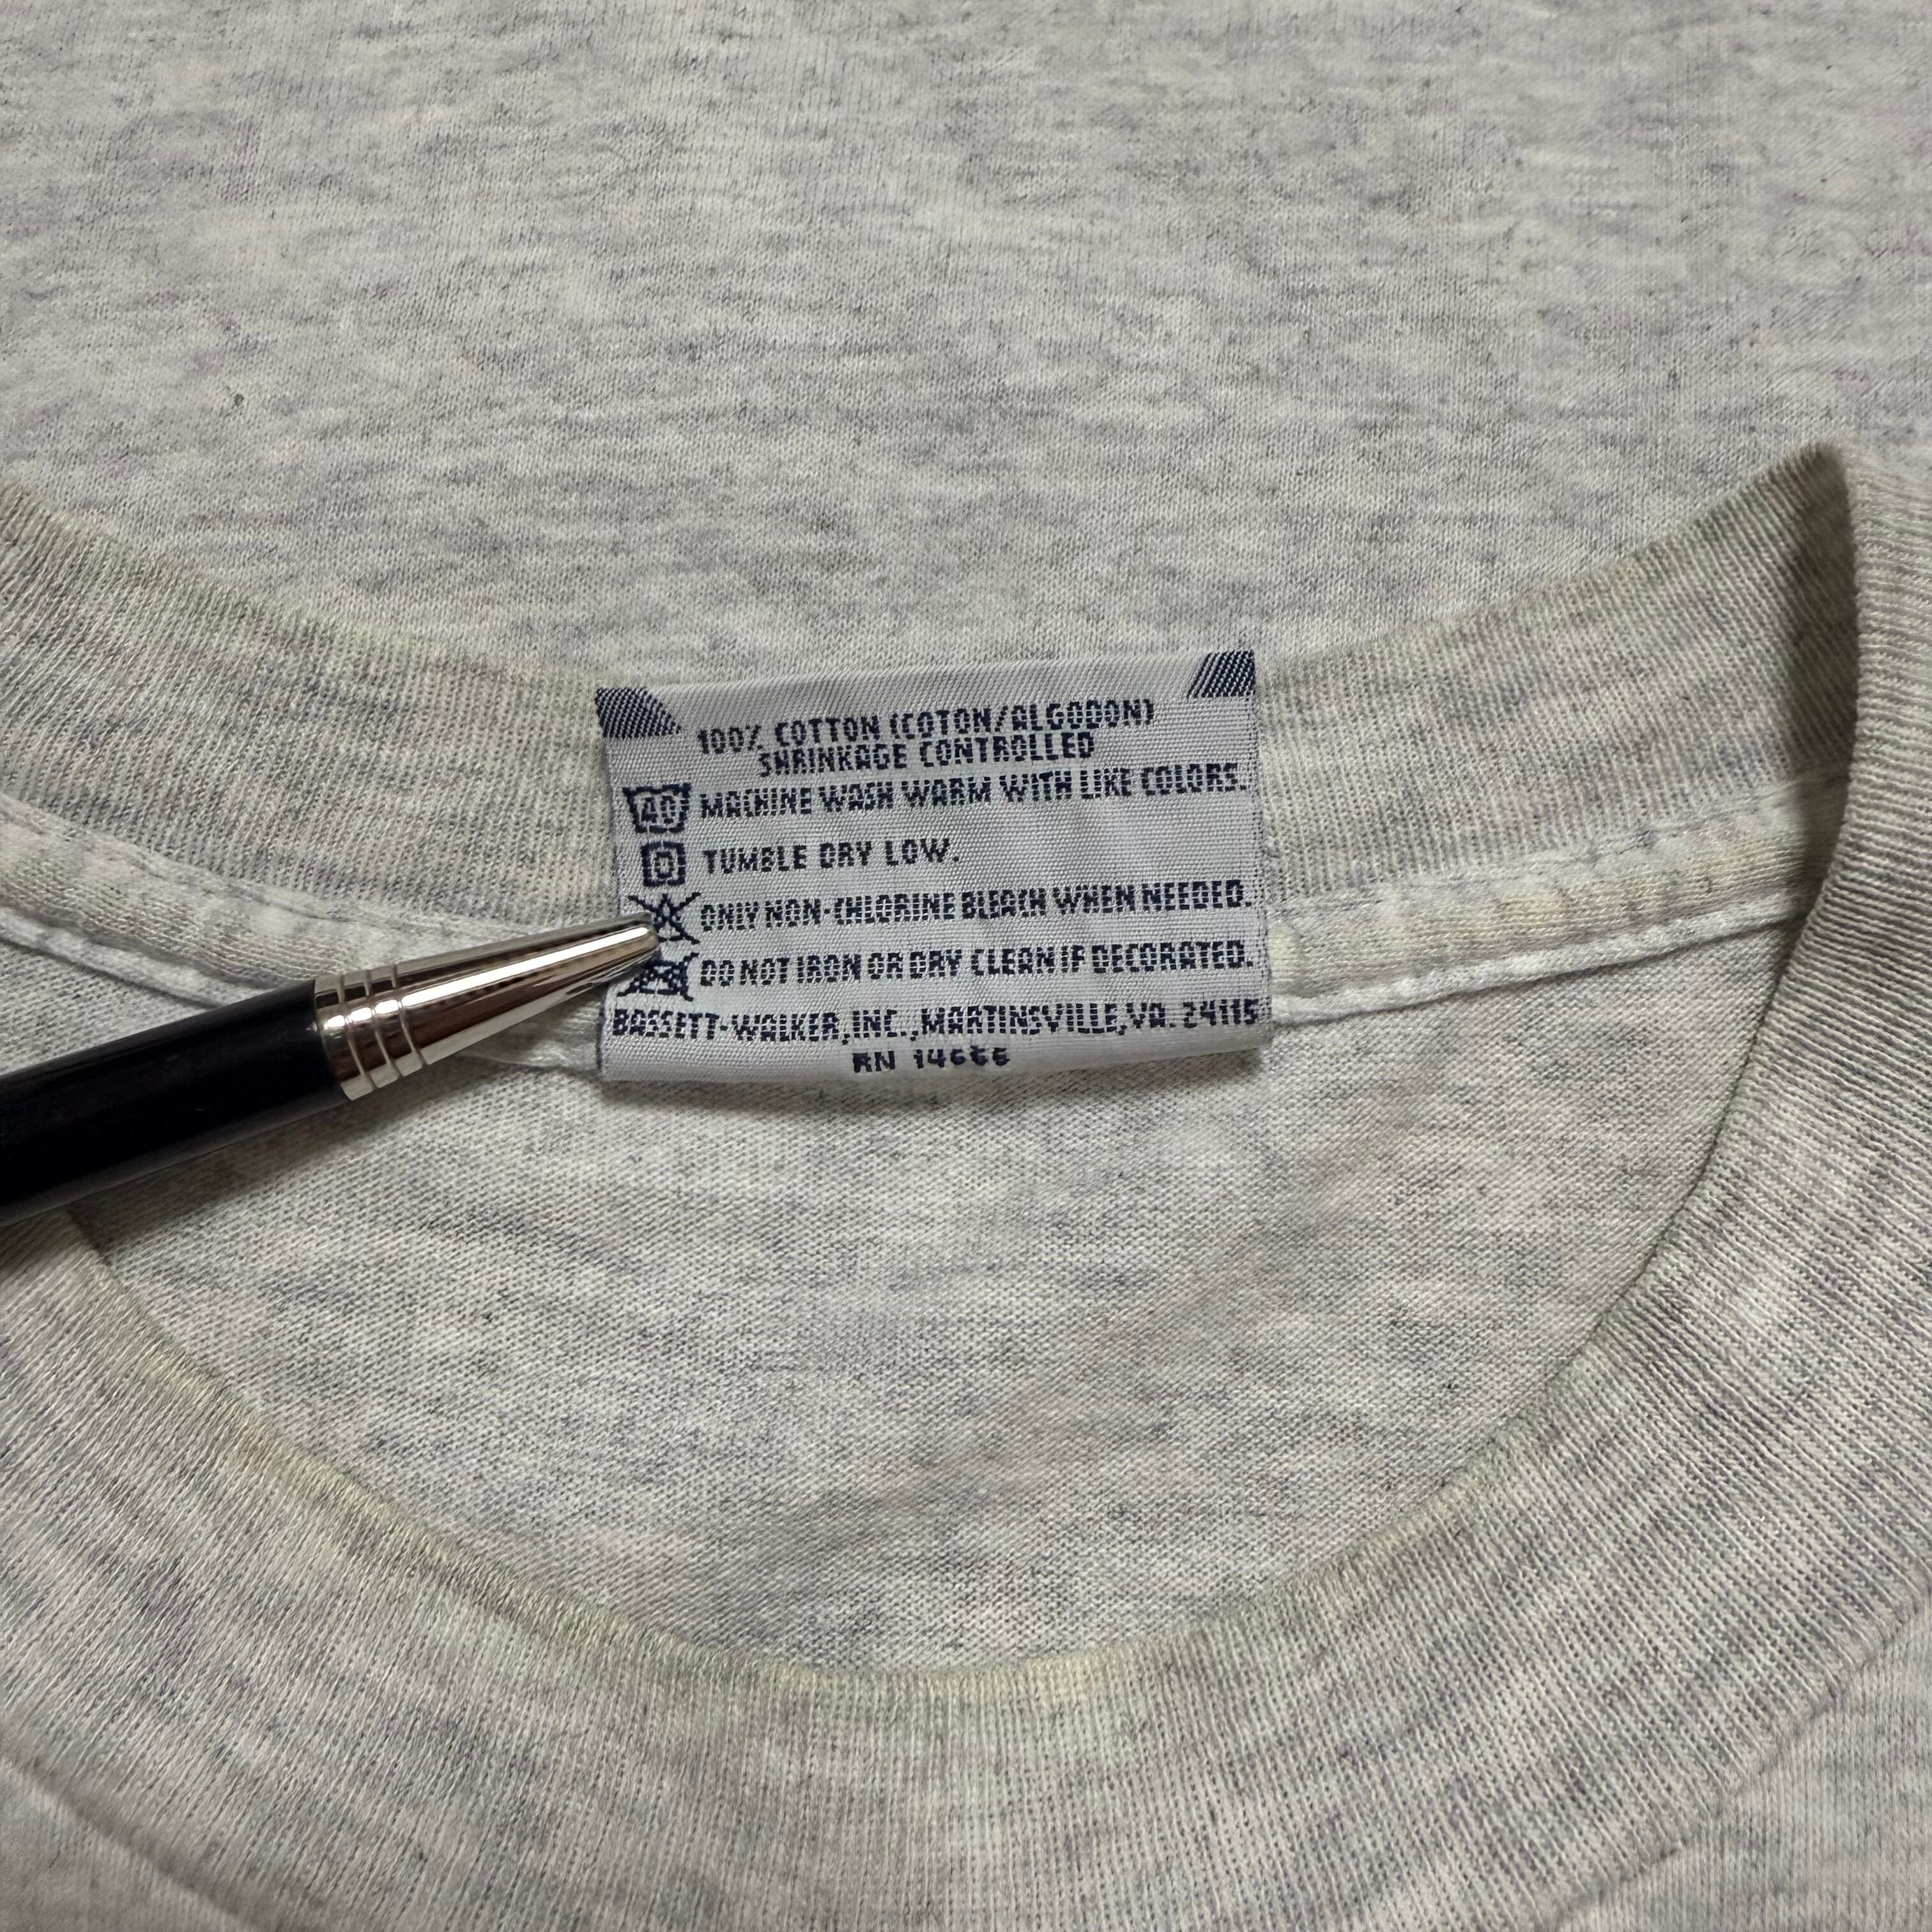 100% COTTON (COTON/ALGODON)
SHRINKAGE CONTROLLED
40 MACHINE WASH WARM WITH LIKE COLORS.
TUMBLE DRY LOW.
ONLY NON-CHLORINE BLEACH WHEN NEEDED.
DO NOT IRON OR DRY CLEAN IF DECORATED.
BASSETT-WALKER, INC., MARTINSVILLE, VA. 24115
RN